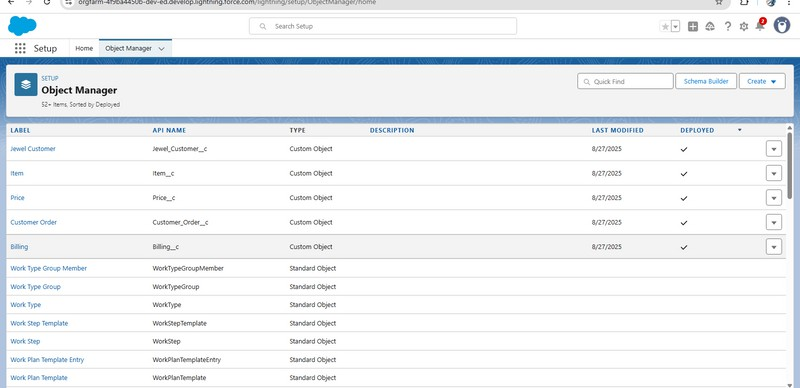 orgfarm-4f9ba4450b-dev-ed.develop.lightning.force.com/lightning/setup/ObjectManager/home
Search Setup
2
Setup Home Object Manager
SETUP
Object Manager
52+ Items, Sorted by Deployed
Quick Find
Schema Builder
Create
LABEL API NAME TYPE DESCRIPTION LAST MODIFIED DEPLOYED
Jewel Customer Jewel_Customer__c Custom Object 8/27/2025
Item Item__c Custom Object 8/27/2025
Price Price__c Custom Object 8/27/2025
Customer Order Customer_Order__c Custom Object 8/27/2025
Billing Billing__c Custom Object 8/27/2025
Work Type Group Member WorkTypeGroupMember Standard Object
Work Type Group WorkTypeGroup Standard Object
Work Type WorkType Standard Object
Work Step Template WorkStepTemplate Standard Object
Work Step WorkStep Standard Object
Work Plan Template Entry WorkPlanTemplateEntry Standard Object
Work Plan Template WorkPlanTemplate Standard Object